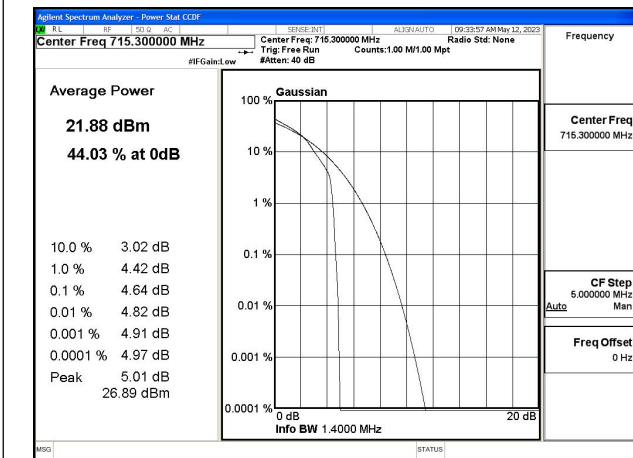 Agilent Spectrum Analyzer - Power Stat CCDF
RL RF 50 Ω AC SENSE:INT ALIGN AUTO 09:33:57 AM May 12, 2023
Center Freq 715.300000 MHz
Center Freq: 715.300000 MHz Radio Std: None
Trig: Free Run Counts:1.00 M/1.00 Mpt
#IFGain:Low #Atten: 40 dB
Frequency
Average Power
21.88 dBm
44.03 % at 0dB
10.0 % 3.02 dB
1.0 % 4.42 dB
0.1 % 4.64 dB
0.01 % 4.82 dB
0.001 % 4.91 dB
0.0001 % 4.97 dB
Peak 5.01 dB
26.89 dBm
Gaussian
100 %
10 %
1 %
0.1 %
0.01 %
0.001 %
0.0001 %
0 dB 20 dB
Info BW 1.4000 MHz
Center Freq
715.300000 MHz
CF Step
5.000000 MHz
Auto Man
Freq Offset
0 Hz
MSG STATUS